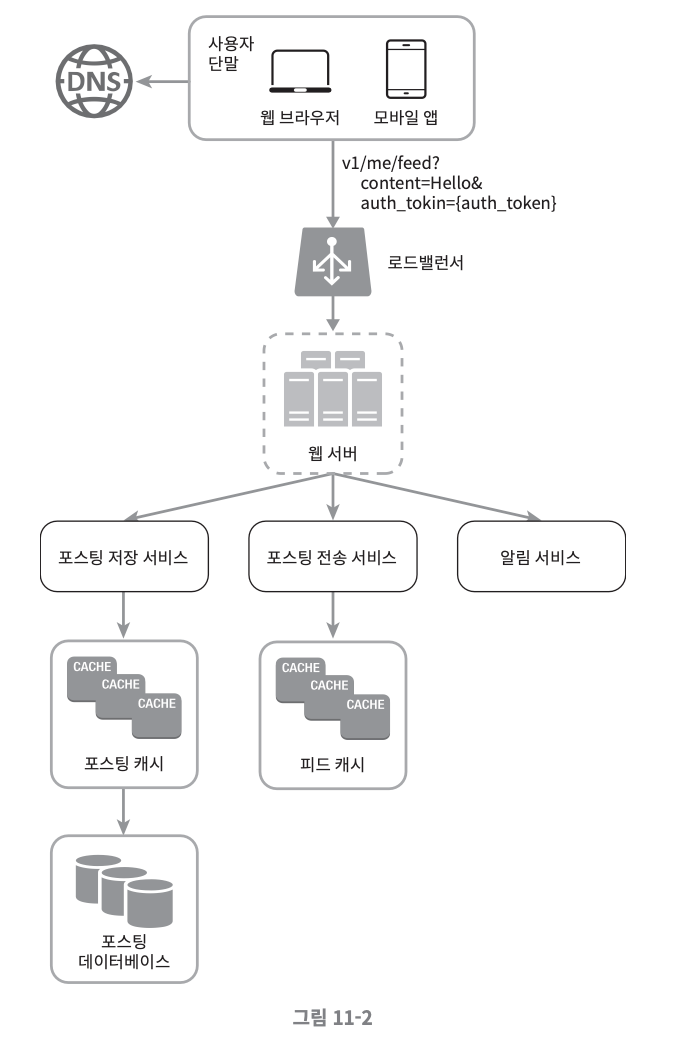 사용자
단말
DNS
웹 브라우저
모바일 앱
v1/me/feed?
content=Hello&
auth_tokin={auth_token}
로드밸런서
웹 서버
포스팅 저장 서비스
포스팅 전송 서비스
알림 서비스
CACHE
CACHE
CACHE
포스팅 캐시
CACHE
CACHE
CACHE
피드 캐시
포스팅
데이터베이스
그림 11-2